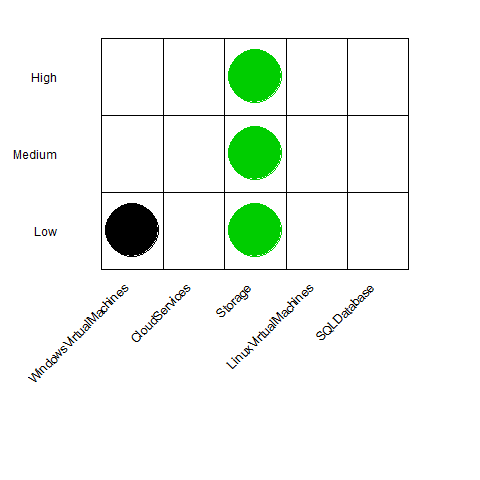 High
Medium
Low
WindowsVirtualMachines
CloudServices
Storage
LinuxVirtualMachines
SQLDatabase